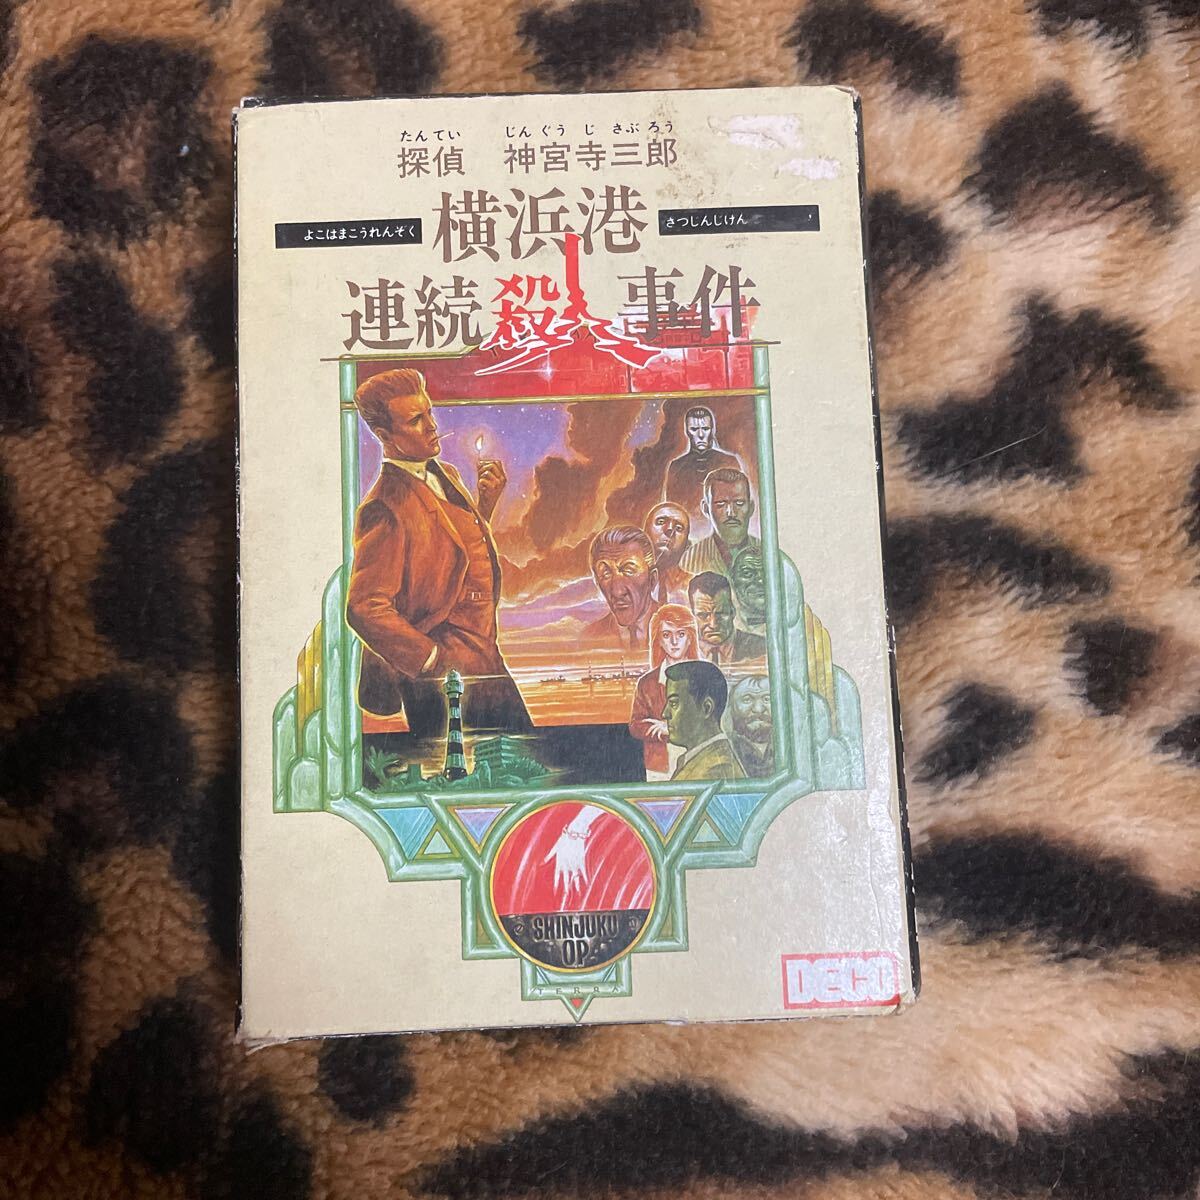 たんてい じんぐう じ さぶ ろう
探偵 神宮寺三郎
よこはまこうれんぞく 横浜港 さつじんじけん
連続殺人事件
SHINJUKU
OP
TERRA
DECO